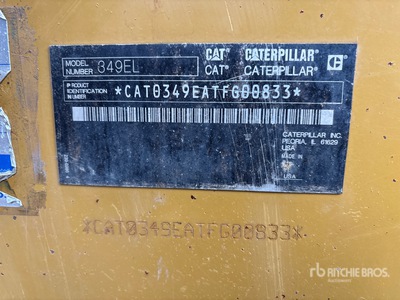 MODEL NUMBER 349EL
CAT® CATERPILLAR®
CAT® CATERPILLAR®
PRODUCT IDENTIFICATION NUMBER *CAT0349EATFG00833*
CATERPILLAR INC.
PEORIA, IL 61629
USA
MADE IN
USA
*CAT0349EATFG00833*
rb RITCHIE BROS.